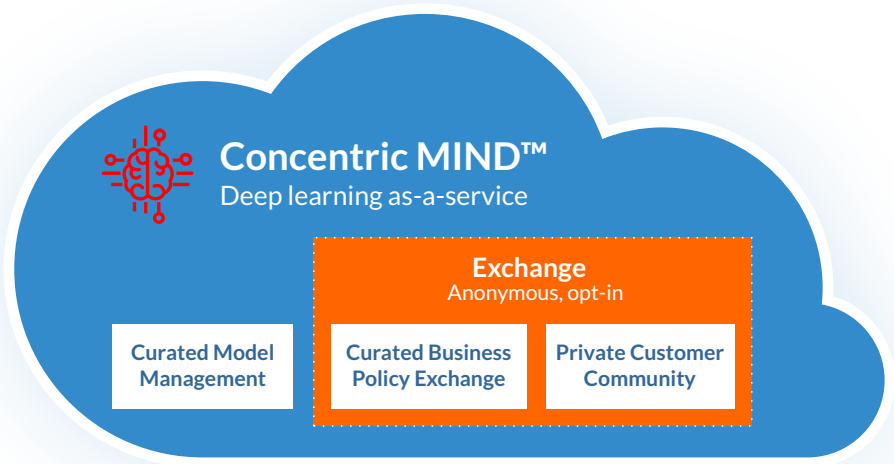 Concentric MIND™
Deep learning as-a-service
Exchange
Anonymous, opt-in
Curated Model
Management
Curated Business
Policy Exchange
Private Customer
Community